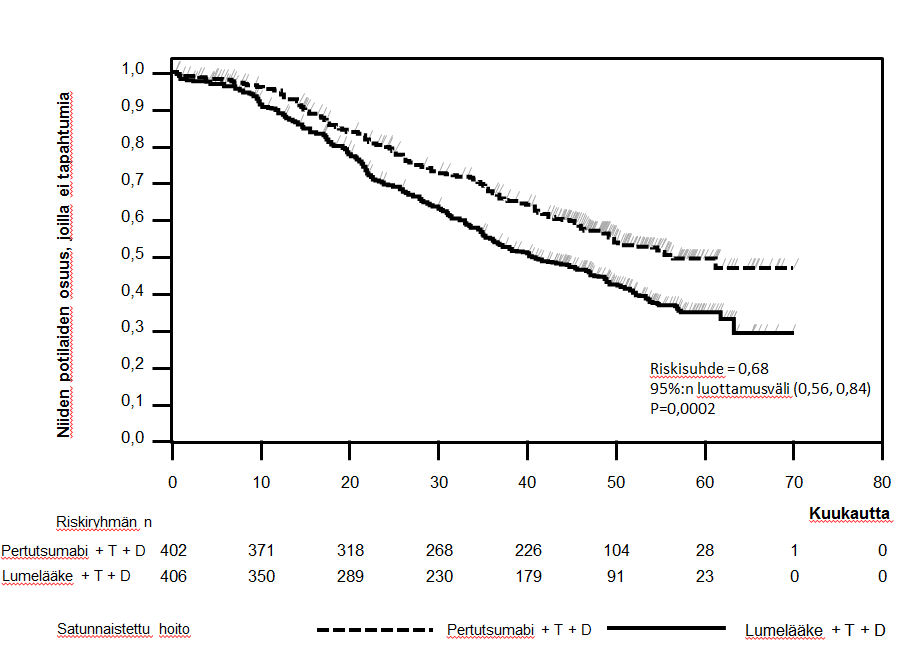 Niiden potilaiden osuus, joilla ei tapahtumia
1,0
0,9
0,8
0,7
0,6
0,5
0,4
0,3
0,2
0,1
0,0
Riskisuhde = 0,68
95%:n luottamusväli (0,56, 0,84)
P=0,0002
0 10 20 30 40 50 60 70 80
Kuukautta
Riskiryhmän n
Pertutsumabi + T + D 402 371 318 268 226 104 28 1 0
Lumelääke + T + D 406 350 289 230 179 91 23 0 0
Satunnaistettu hoito Pertutsumabi + T + D Lumelääke + T + D